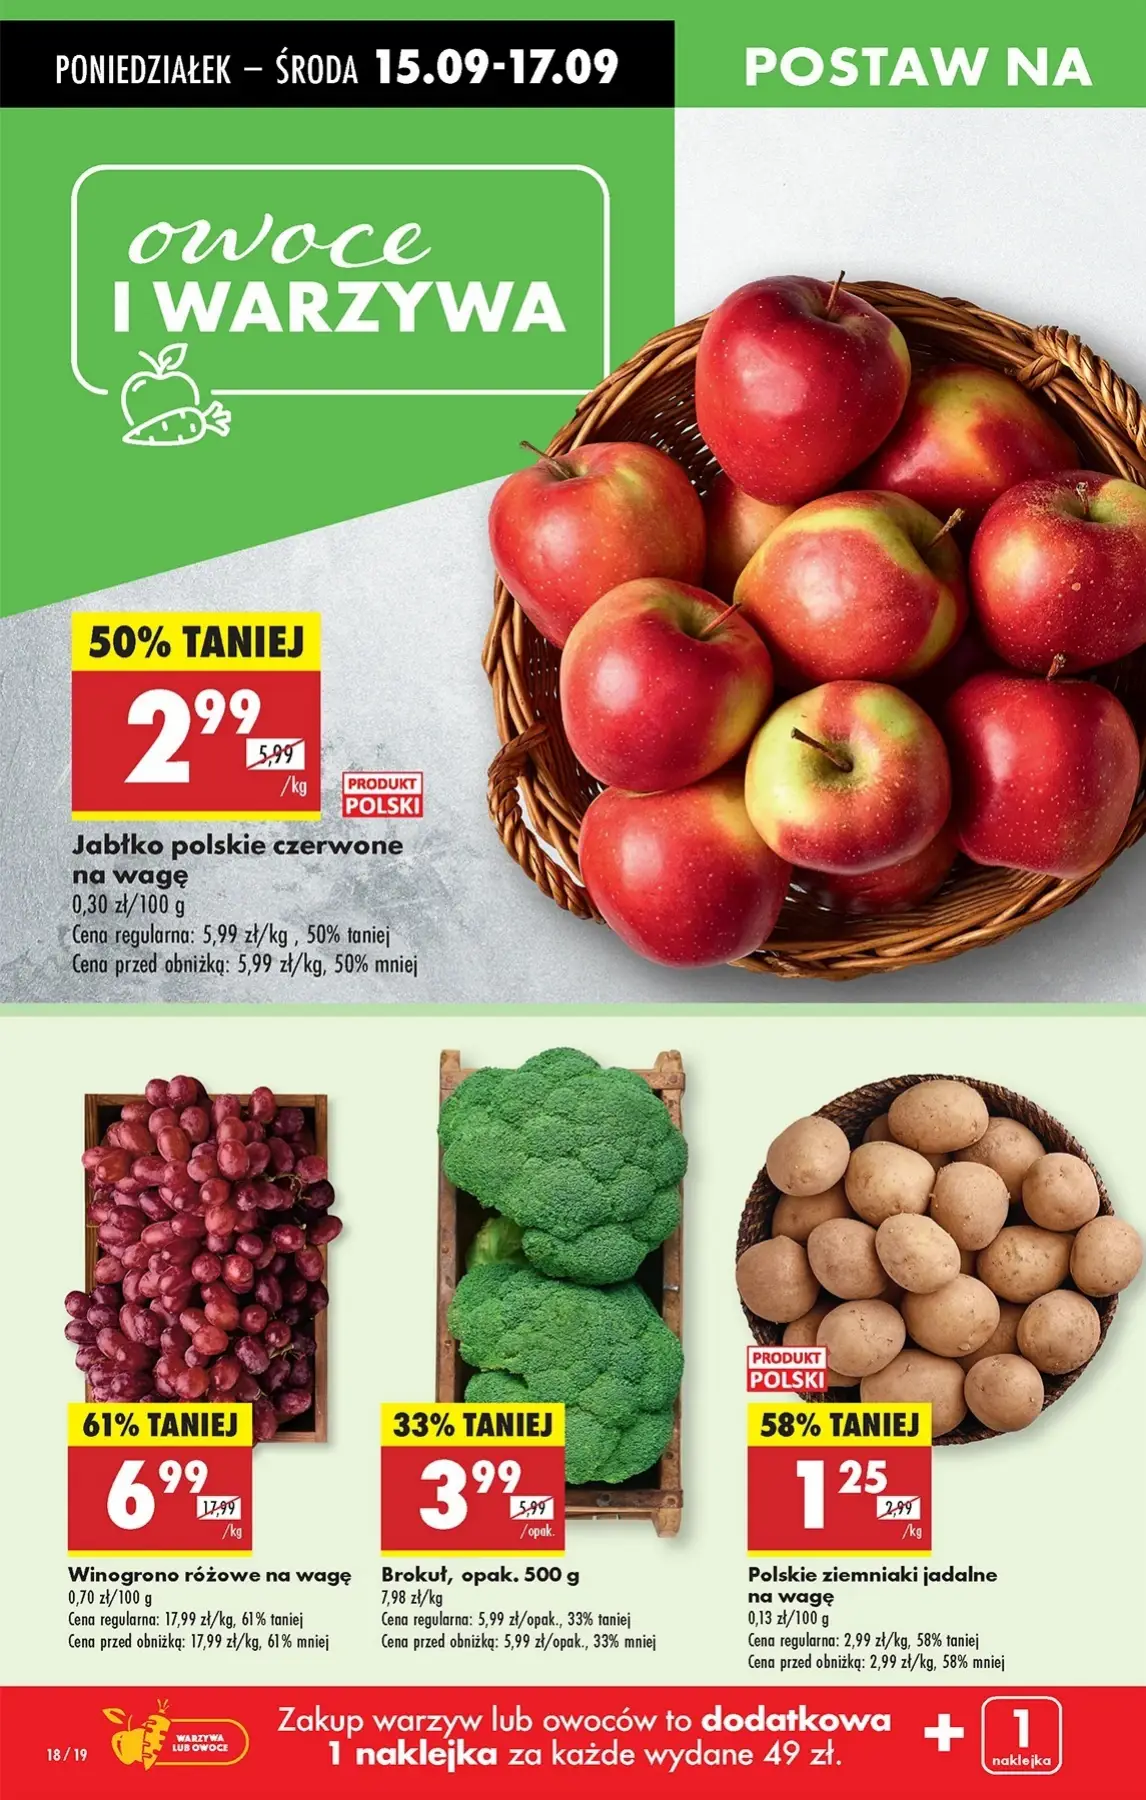 PONIEDZIAŁEK – ŚRODA 15.09-17.09
POSTAW NA
owoce
I WARZYWA
50% TANIEJ
2 99
5,99
/kg
PRODUKT
POLSKI
Jabłko polskie czerwone
na wagę
0,30 zł/100 g
Cena regularna: 5,99 zł/kg , 50% taniej
Cena przed obniżką: 5,99 zł/kg, 50% mniej
61% TANIEJ
6 99
17,99
/kg
Winogrono różowe na wagę
0,70 zł/100 g
Cena regularna: 17,99 zł/kg, 61% taniej
Cena przed obniżką: 17,99 zł/kg, 61% mniej
33% TANIEJ
3 99
5,99
/opak.
Brokuł, opak. 500 g
7,98 zł/kg
Cena regularna: 5,99 zł/opak., 33% taniej
Cena przed obniżką: 5,99 zł/opak., 33% mniej
PRODUKT
POLSKI
58% TANIEJ
1 25
2,99
/kg
Polskie ziemniaki jadalne
na wagę
0,13 zł/100 g
Cena regularna: 2,99 zł/kg, 58% taniej
Cena przed obniżką: 2,99 zł/kg, 58% mniej
18/19
WARZYWA
LUB OWOCE
Zakup warzyw lub owoców to dodatkowa
1 naklejka za każde wydane 49 zł.
+
1
naklejka